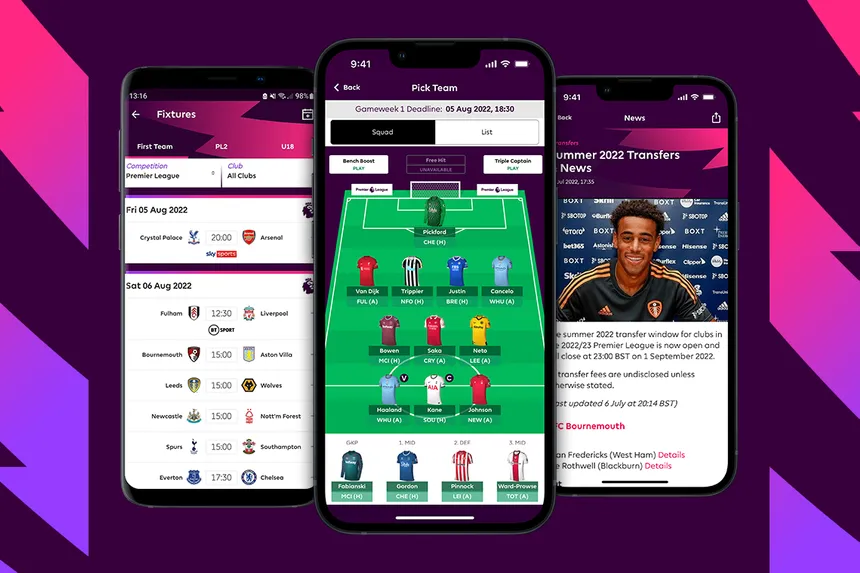 13:16
98%
Fixtures
First Team
PL2
U18
Competition
Premier League
Club
All Clubs
Fri 05 Aug 2022
Crystal Palace 20:00 Arsenal
sky sports
Sat 06 Aug 2022
Fulham 12:30 Liverpool
BT SPORT
Bournemouth 15:00 Aston Villa
Leeds 15:00 Wolves
Newcastle 15:00 Nott'm Forest
Spurs 15:00 Southampton
Everton 17:30 Chelsea
9:41
Back
Pick Team
Gameweek 1 Deadline: 05 Aug 2022, 18:30
Squad
List
Bench Boost
PLAY
Free Hit
UNAVAILABLE
Triple Captain
PLAY
Premier League
Premier League
Pickford
CHE (H)
Van Dijk
FUL (A)
Trippier
NFO (H)
Justin
BRE (H)
Cancelo
WHU (A)
Bowen
MCI (H)
Saka
CRY (A)
Neto
LEE (A)
V
C
Haaland
WHU (A)
Kane
SOU (H)
Johnson
NEW (A)
GKP
1. MID
2. DEF
3. MID
Fabianski
MCI (H)
Gordon
CHE (H)
Pinnock
LEI (A)
Ward-Prowse
TOT (A)
9:41
Back
News
ansfers
ummer 2022 Transfers
News
Jul 2022, 17:35
BOXT
BOXT
SBOTOP
Burflex
SBOTOP
bet365
Hisense
Clipper
e summer 2022 transfer window for clubs in
e 2022/23 Premier League is now open and
ll close at 23:00 BST on 1 September 2022.
transfer fees are undisclosed unless
herwise stated.
ast updated 6 July at 20:14 BST)
FC Bournemouth
an Fredericks (West Ham) Details
e Rothwell (Blackburn) Details